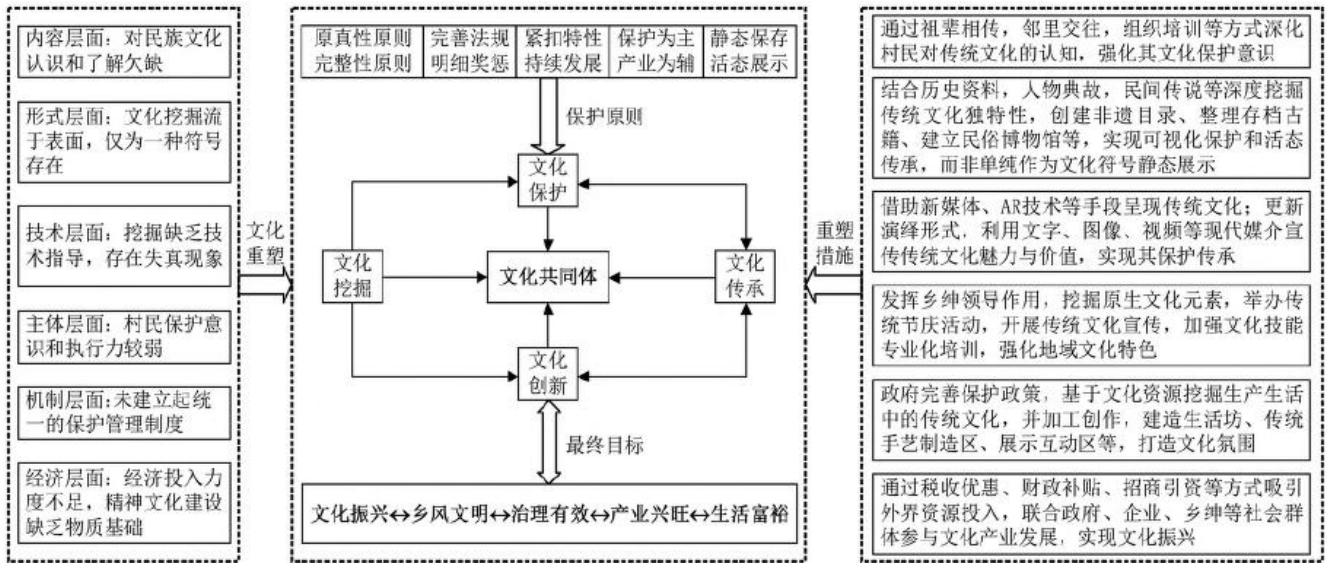 内容层面：对民族文化
认识和了解欠缺
形式层面：文化挖掘流
于表面，仅为一种符号
存在
技术层面：挖掘缺乏技
术指导，存在失真现象
主体层面：村民保护意
识和执行力较弱
机制层面:未建立起统
一的保护管理制度
经济层面：经济投入力
度不足，精神文化建设
缺乏物质基础
文化
重塑
原真性原则
完整性原则
完善法规
明细奖惩
紧扣特性
持续发展
保护为主
产业为辅
静态保存
活态展示
保护原则
文化
保护
文化
挖掘
文化共同体
文化
传承
文化
创新
最终目标
文化振兴↔乡风文明↔治理有效↔产业兴旺↔生活富裕
重塑
措施
通过祖辈相传，邻里交往，组织培训等方式深化
村民对传统文化的认知，强化其文化保护意识
结合历史资料，人物典故，民间传说等深度挖掘
传统文化独特性，创建非遗目录、整理存档古
籍、建立民俗博物馆等，实现可视化保护和活态
传承，而非单纯作为文化符号静态展示
借助新媒体、AR技术等手段呈现传统文化；更新
演绎形式，利用文字、图像、视频等现代媒介宣
传传统文化魅力与价值，实现其保护传承
发挥乡绅领导作用，挖掘原生文化元素，举办传
统节庆活动，开展传统文化宣传，加强文化技能
专业化培训，强化地域文化特色
政府完善保护政策，基于文化资源挖掘生产生活
中的传统文化，并加工创作，建造生活坊、传统
手艺制造区、展示互动区等，打造文化氛围
通过税收优惠、财政补贴、招商引资等方式吸引
外界资源投入，联合政府、企业、乡绅等社会群
体参与文化产业发展，实现文化振兴